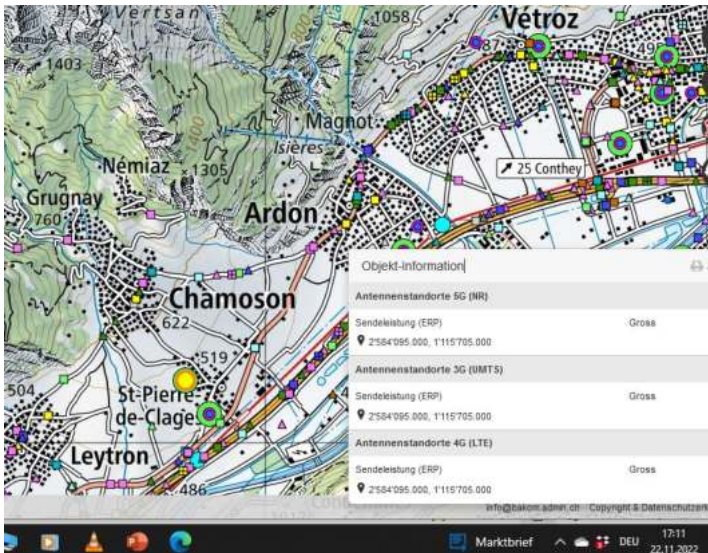 Vertsan
1058
Vétroz
87
49
1403
800
1400
Magnot
Isières
Némiaz
1305
25 Conthey
Grugnay
760
Ardon
Objekt-Information
Antennenstandorte 5G (NR)
Chamoson
Sendeleistung (ERP) Gross
622
2'584'095.000, 1'115'705.000
519
Antennenstandorte 3G (UMTS)
504
St-Pierre-
de-Clages
Sendeleistung (ERP) Gross
2'584'095.000, 1'115'705.000
Antennenstandorte 4G (LTE)
Leytron
Sendeleistung (ERP) Gross
486
2'584'095.000, 1'115'705.000
info@bakom.admin.ch Copyright & Datenschutzerk
Marktbrief
DEU
17:11
22.11.2022